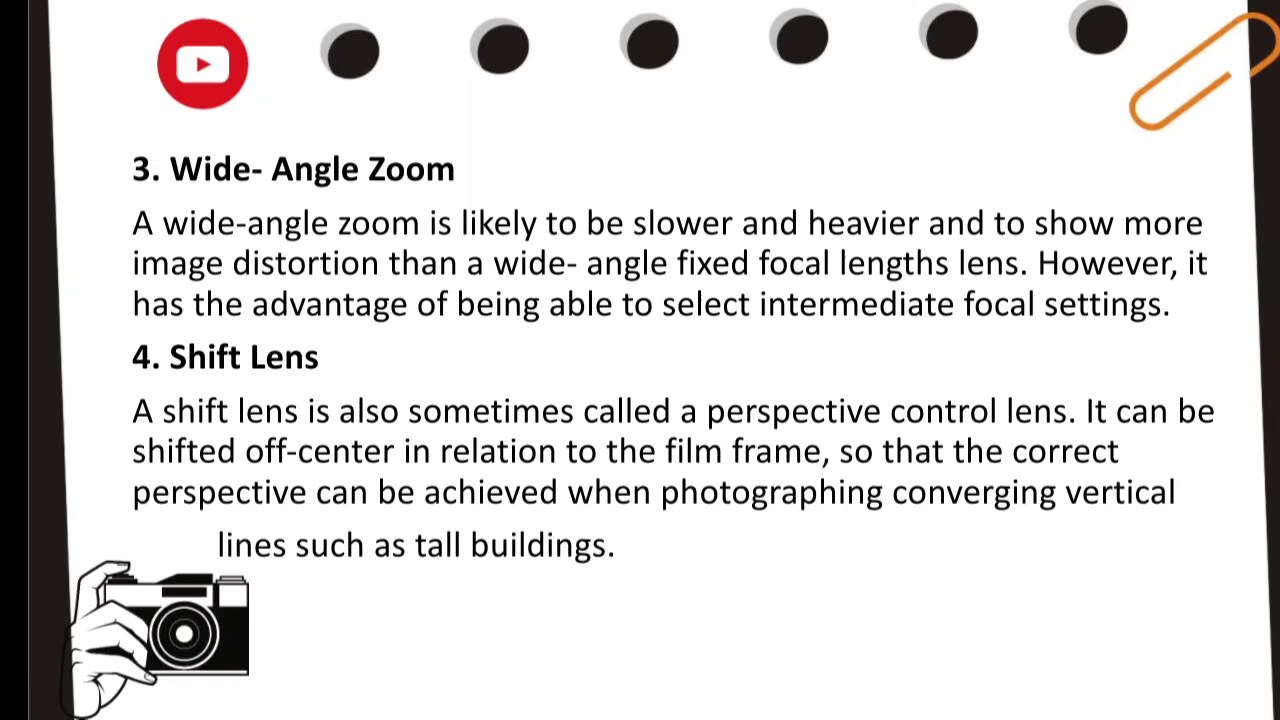 3. Wide- Angle Zoom
A wide-angle zoom is likely to be slower and heavier and to show more
image distortion than a wide- angle fixed focal lengths lens. However, it
has the advantage of being able to select intermediate focal settings.
4. Shift Lens
A shift lens is also sometimes called a perspective control lens. It can be
shifted off-center in relation to the film frame, so that the correct
perspective can be achieved when photographing converging vertical
lines such as tall buildings.